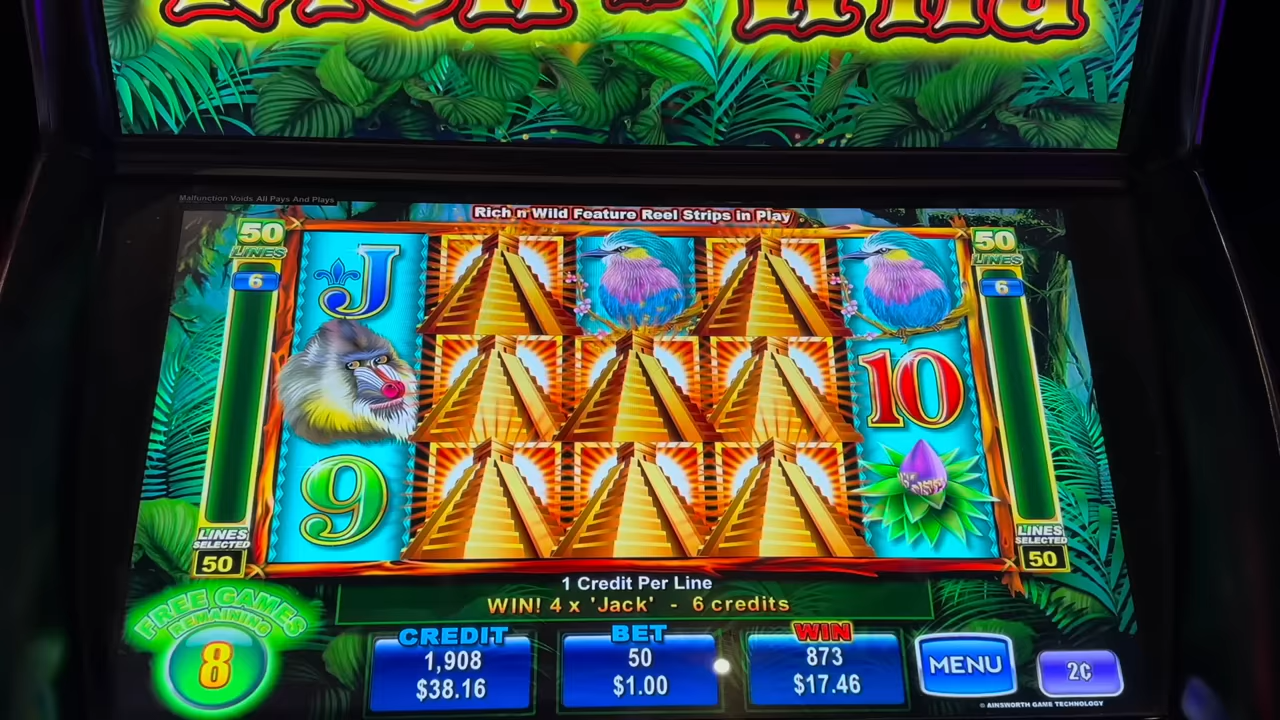 Rich n' Wild
Malfunction Voids All Pays And Plays
Rich n' Wild Feature Reel Strips in Play
50 LINES
50 LINES
6
6
J
10
9
LINES SELECTED
50
LINES SELECTED
50
1 Credit Per Line
WIN! 4 x 'Jack' - 6 credits
FREE GAMES
REMAINING
8
CREDIT
1,908
$38.16
BET
50
$1.00
WIN
873
$17.46
MENU
2¢
© AINSWORTH GAME TECHNOLOGY